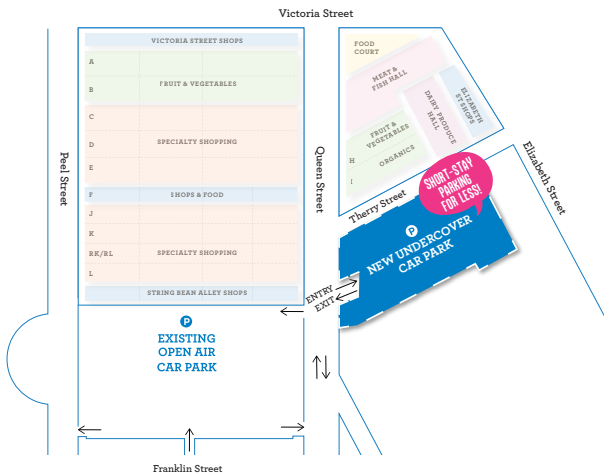 Victoria Street
VICTORIA STREET SHOPS
A
B
FRUIT & VEGETABLES
C
D
SPECIALTY SHOPPING
E
F
SHOPS & FOOD
J
K
RK/RL
SPECIALTY SHOPPING
L
STRING BEAN ALLEY SHOPS
Peel Street
Queen Street
FOOD
COURT
MEAT &
FISH HALL
DAIRY PRODUCE
HALL
ELIZABETH
ST SHOPS
FRUIT &
VEGETABLES
H
ORGANICS
I
Elizabeth Street
Therry Street
SHORT-STAY
PARKING
FOR LESS!
P
NEW UNDERCOVER
CAR PARK
ENTRY
EXIT
P
EXISTING
OPEN AIR
CAR PARK
Franklin Street